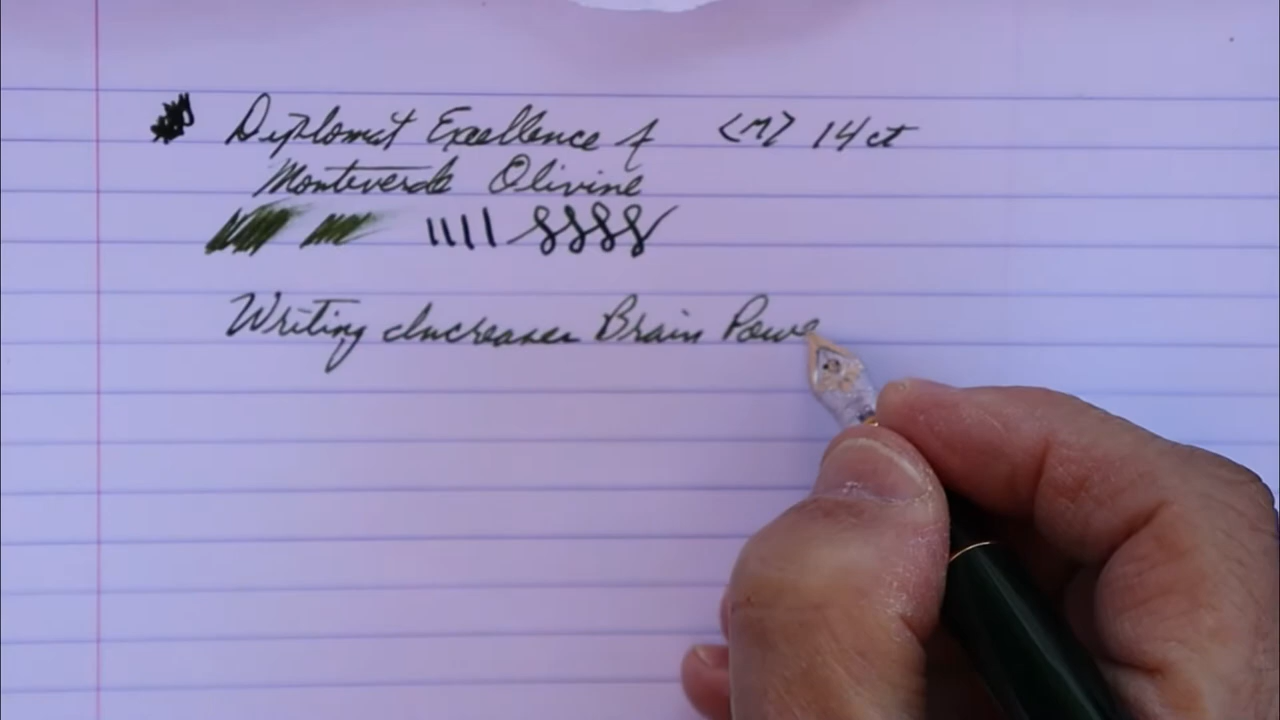 Diplomat Excellence A <M> 14ct
Monteverde Olivine
Writing Increases Brain Powe